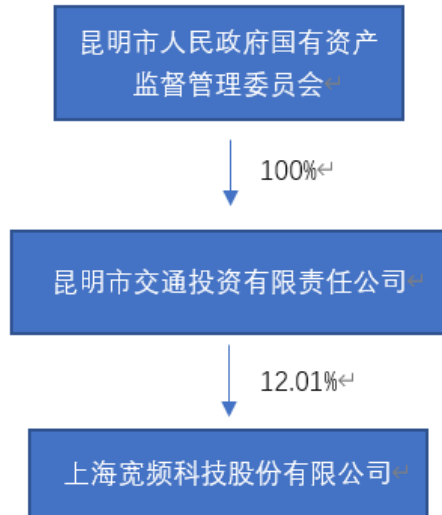 昆明市人民政府国有资产
监督管理委员会
100%
昆明市交通投资有限责任公司
12.01%
上海宽频科技股份有限公司